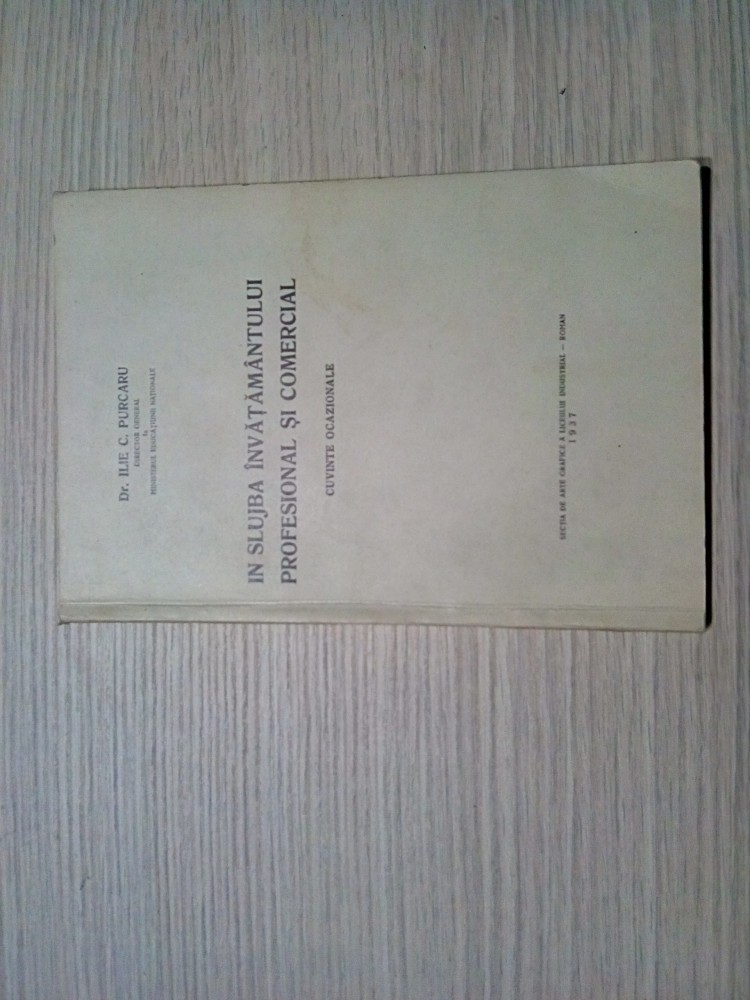 Dr. ILIE C. PURCARU
DIRECTOR GENERAL
la
MINISTERUL EDUCAȚIUNII NAȚIONALE
IN SLUJBA ÎNVĂȚĂMÂNTULUI
PROFESIONAL ȘI COMERCIAL
CUVINTE OCAZIONALE
SECȚIA DE ARTE GRAFICE A LICEULUI INDUSTRIAL — ROMAN
1937